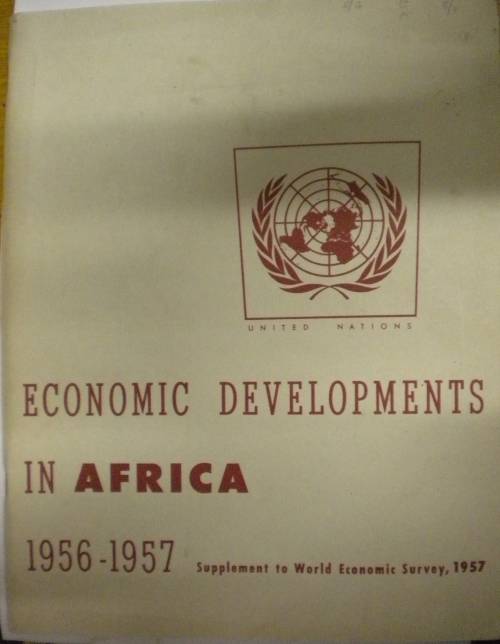 UNITED NATIONS
ECONOMIC DEVELOPMENTS
IN AFRICA
1956-1957 Supplement to World Economic Survey, 1957